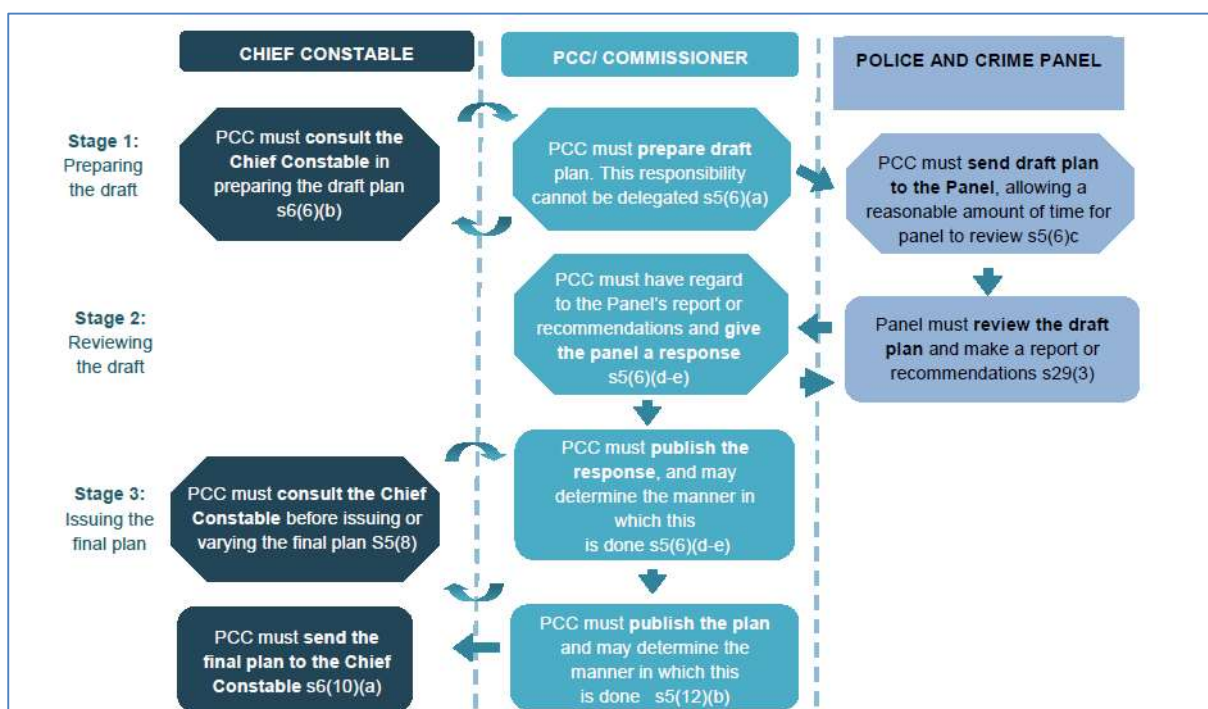 CHIEF CONSTABLE
PCC/ COMMISSIONER
POLICE AND CRIME PANEL
Stage 1:
Preparing
the draft
PCC must consult the
Chief Constable in
preparing the draft plan
s6(6)(b)
PCC must prepare draft
plan. This responsibility
cannot be delegated s5(6)(a)
PCC must send draft plan
to the Panel, allowing a
reasonable amount of time for
panel to review s5(6)c
Stage 2:
Reviewing
the draft
PCC must have regard
to the Panel's report or
recommendations and give
the panel a response
s5(6)(d-e)
Panel must review the draft
plan and make a report or
recommendations s29(3)
Stage 3:
Issuing the
final plan
PCC must consult the Chief
Constable before issuing or
varying the final plan S5(8)
PCC must publish the
response, and may
determine the manner in
which this
is done s5(6)(d-e)
PCC must send the
final plan to the Chief
Constable s6(10)(a)
PCC must publish the plan
and may determine the
manner in which this
is done s5(12)(b)